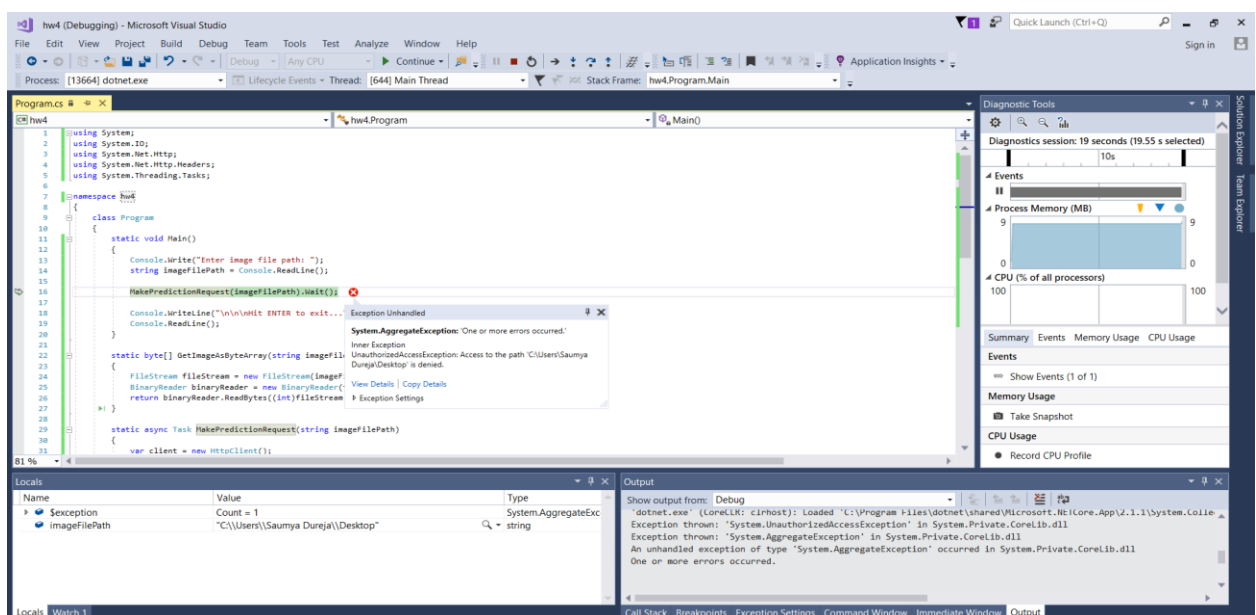 hw4 (Debugging) - Microsoft Visual Studio
1
Quick Launch (Ctrl+Q)
File Edit View Project Build Debug Team Tools Test Analyze Window Help
Sign in
Debug Any CPU Continue Application Insights
Process: [13664] dotnet.exe Lifecycle Events Thread: [644] Main Thread Stack Frame: hw4.Program.Main
Program.cs
hw4 hw4.Program Main()
1 using System;
2 using System.IO;
3 using System.Net.Http;
4 using System.Net.Http.Headers;
5 using System.Threading.Tasks;
6
7 namespace hw4
8 {
9 class Program
10 {
11 static void Main()
12 {
13 Console.Write("Enter image file path: ");
14 string imageFilePath = Console.ReadLine();
15
16 MakePredictionRequest(imageFilePath).Wait();
17
18 Console.WriteLine("\n\n\nHit ENTER to exit...
19 Console.ReadLine();
20 }
21
22 static byte[] GetImageAsByteArray(string imageFil
23 {
24 FileStream fileStream = new FileStream(imageF
25 BinaryReader binaryReader = new BinaryReader(
26 return binaryReader.ReadBytes((int)fileStream
27 }
28
29 static async Task MakePredictionRequest(string imageFilePath)
30 {
31 var client = new HttpClient();
81 %
Exception Unhandled
System.AggregateException: 'One or more errors occurred.'
Inner Exception
UnauthorizedAccessException: Access to the path 'C:\Users\Saumya
Dureja\Desktop' is denied.
View Details | Copy Details
Exception Settings
Diagnostic Tools
Diagnostics session: 19 seconds (19.55 s selected)
10s
Events
Process Memory (MB)
9 9
0 0
CPU (% of all processors)
100 100
Summary Events Memory Usage CPU Usage
Events
Show Events (1 of 1)
Memory Usage
Take Snapshot
CPU Usage
Record CPU Profile
Solution Explorer
Team Explorer
Locals
Name Value Type
$exception Count = 1 System.AggregateExc
imageFilePath "C:\\Users\\Saumya Dureja\\Desktop" string
Locals Watch 1
Output
Show output from: Debug
'dotnet.exe' (CoreCLR: clrhost): Loaded 'C:\Program Files\dotnet\shared\Microsoft.NETCore.App\2.1.1\System.Colle
Exception thrown: 'System.UnauthorizedAccessException' in System.Private.CoreLib.dll
Exception thrown: 'System.AggregateException' in System.Private.CoreLib.dll
An unhandled exception of type 'System.AggregateException' occurred in System.Private.CoreLib.dll
One or more errors occurred.
Call Stack Breakpoints Exception Settings Command Window Immediate Window Output